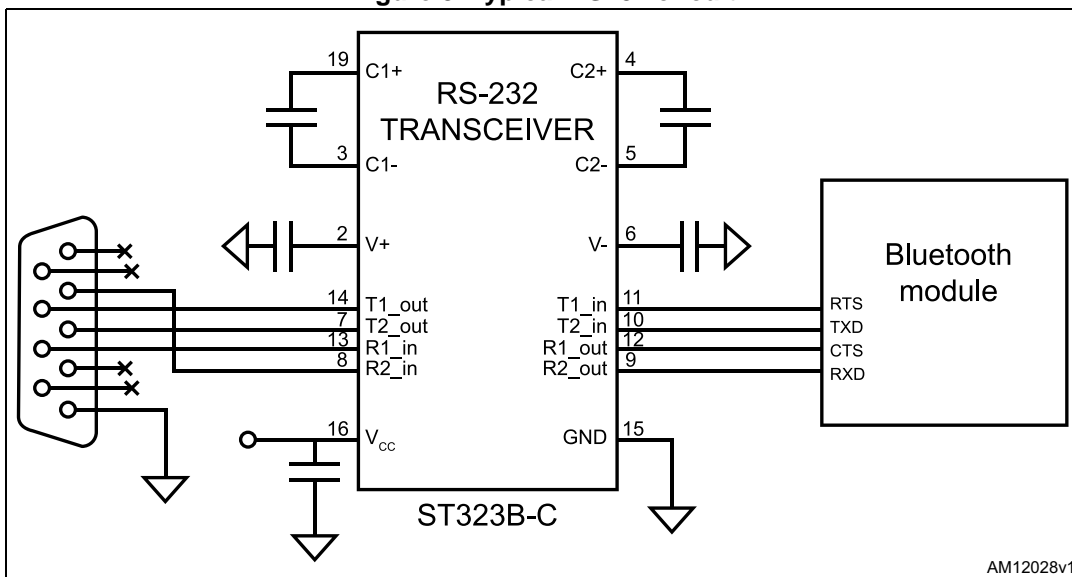 19
C1+
C2+
4
RS-232
TRANSCEIVER
3
C1-
C2-
5
2
V+
V-
6
14
T1_out
T1_in
11
7
T2_out
T2_in
10
13
R1_in
R1_out
12
8
R2_in
R2_out
9
16
VCC
GND
15
ST323B-C
Bluetooth
module
RTS
TXD
CTS
RXD
AM12028v1